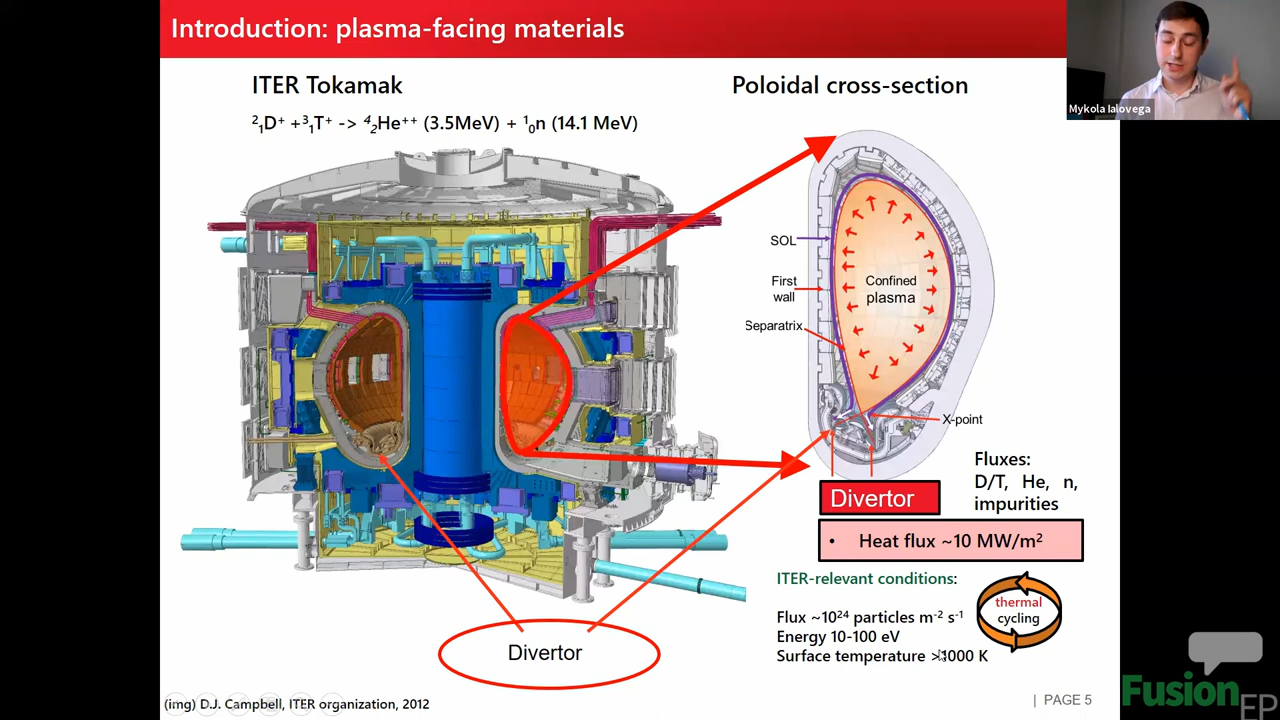 Introduction: plasma-facing materials
Mykola Ialovega
ITER Tokamak
Poloidal cross-section
²₁D⁺ +³₁T⁺ -> ⁴₂He⁺⁺ (3.5MeV) + ¹₀n (14.1 MeV)
SOL
First
wall
Confined
plasma
Separatrix
X-point
Divertor
Fluxes:
D/T, He, n,
impurities
• Heat flux ~10 MW/m²
ITER-relevant conditions:
Flux ~10²⁴ particles m⁻² s⁻¹
Energy 10-100 eV
Surface temperature >1000 K
thermal
cycling
Divertor
(img) D.J. Campbell, ITER organization, 2012
| PAGE 5
FusionEP